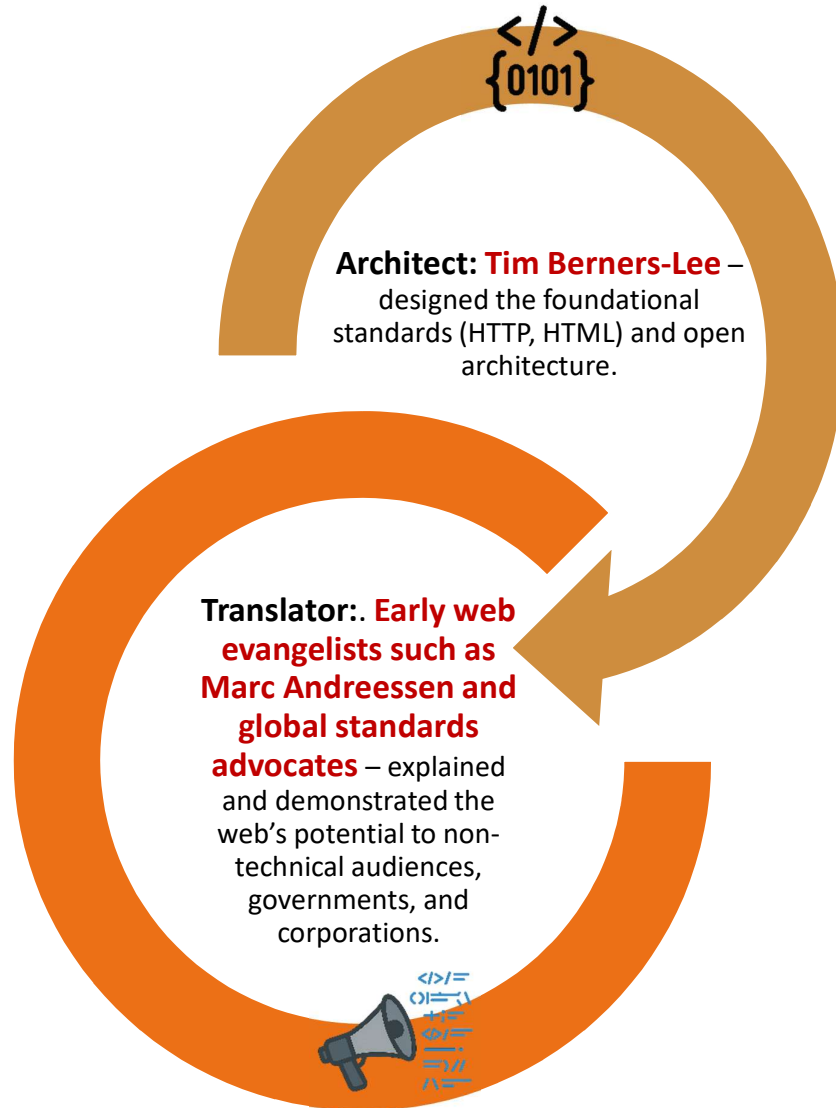 </>
{0101}
Architect: Tim Berners-Lee –
designed the foundational
standards (HTTP, HTML) and open
architecture.
Translator:. Early web
evangelists such as
Marc Andreessen and
global standards
advocates – explained
and demonstrated the
web’s potential to non-
technical audiences,
governments, and
corporations.
</>/=